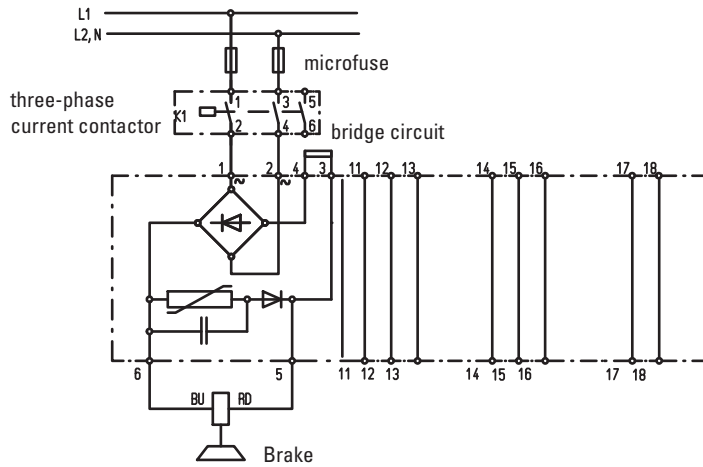 L1
L2, N
microfuse
three-phase
current contactor
K1
1 3 5
2 4 6
bridge circuit
1 2 4 3 11 12 13 14 15 16 17 18
~ ~
6 5 11 12 13 14 15 16 17 18
BU RD
Brake